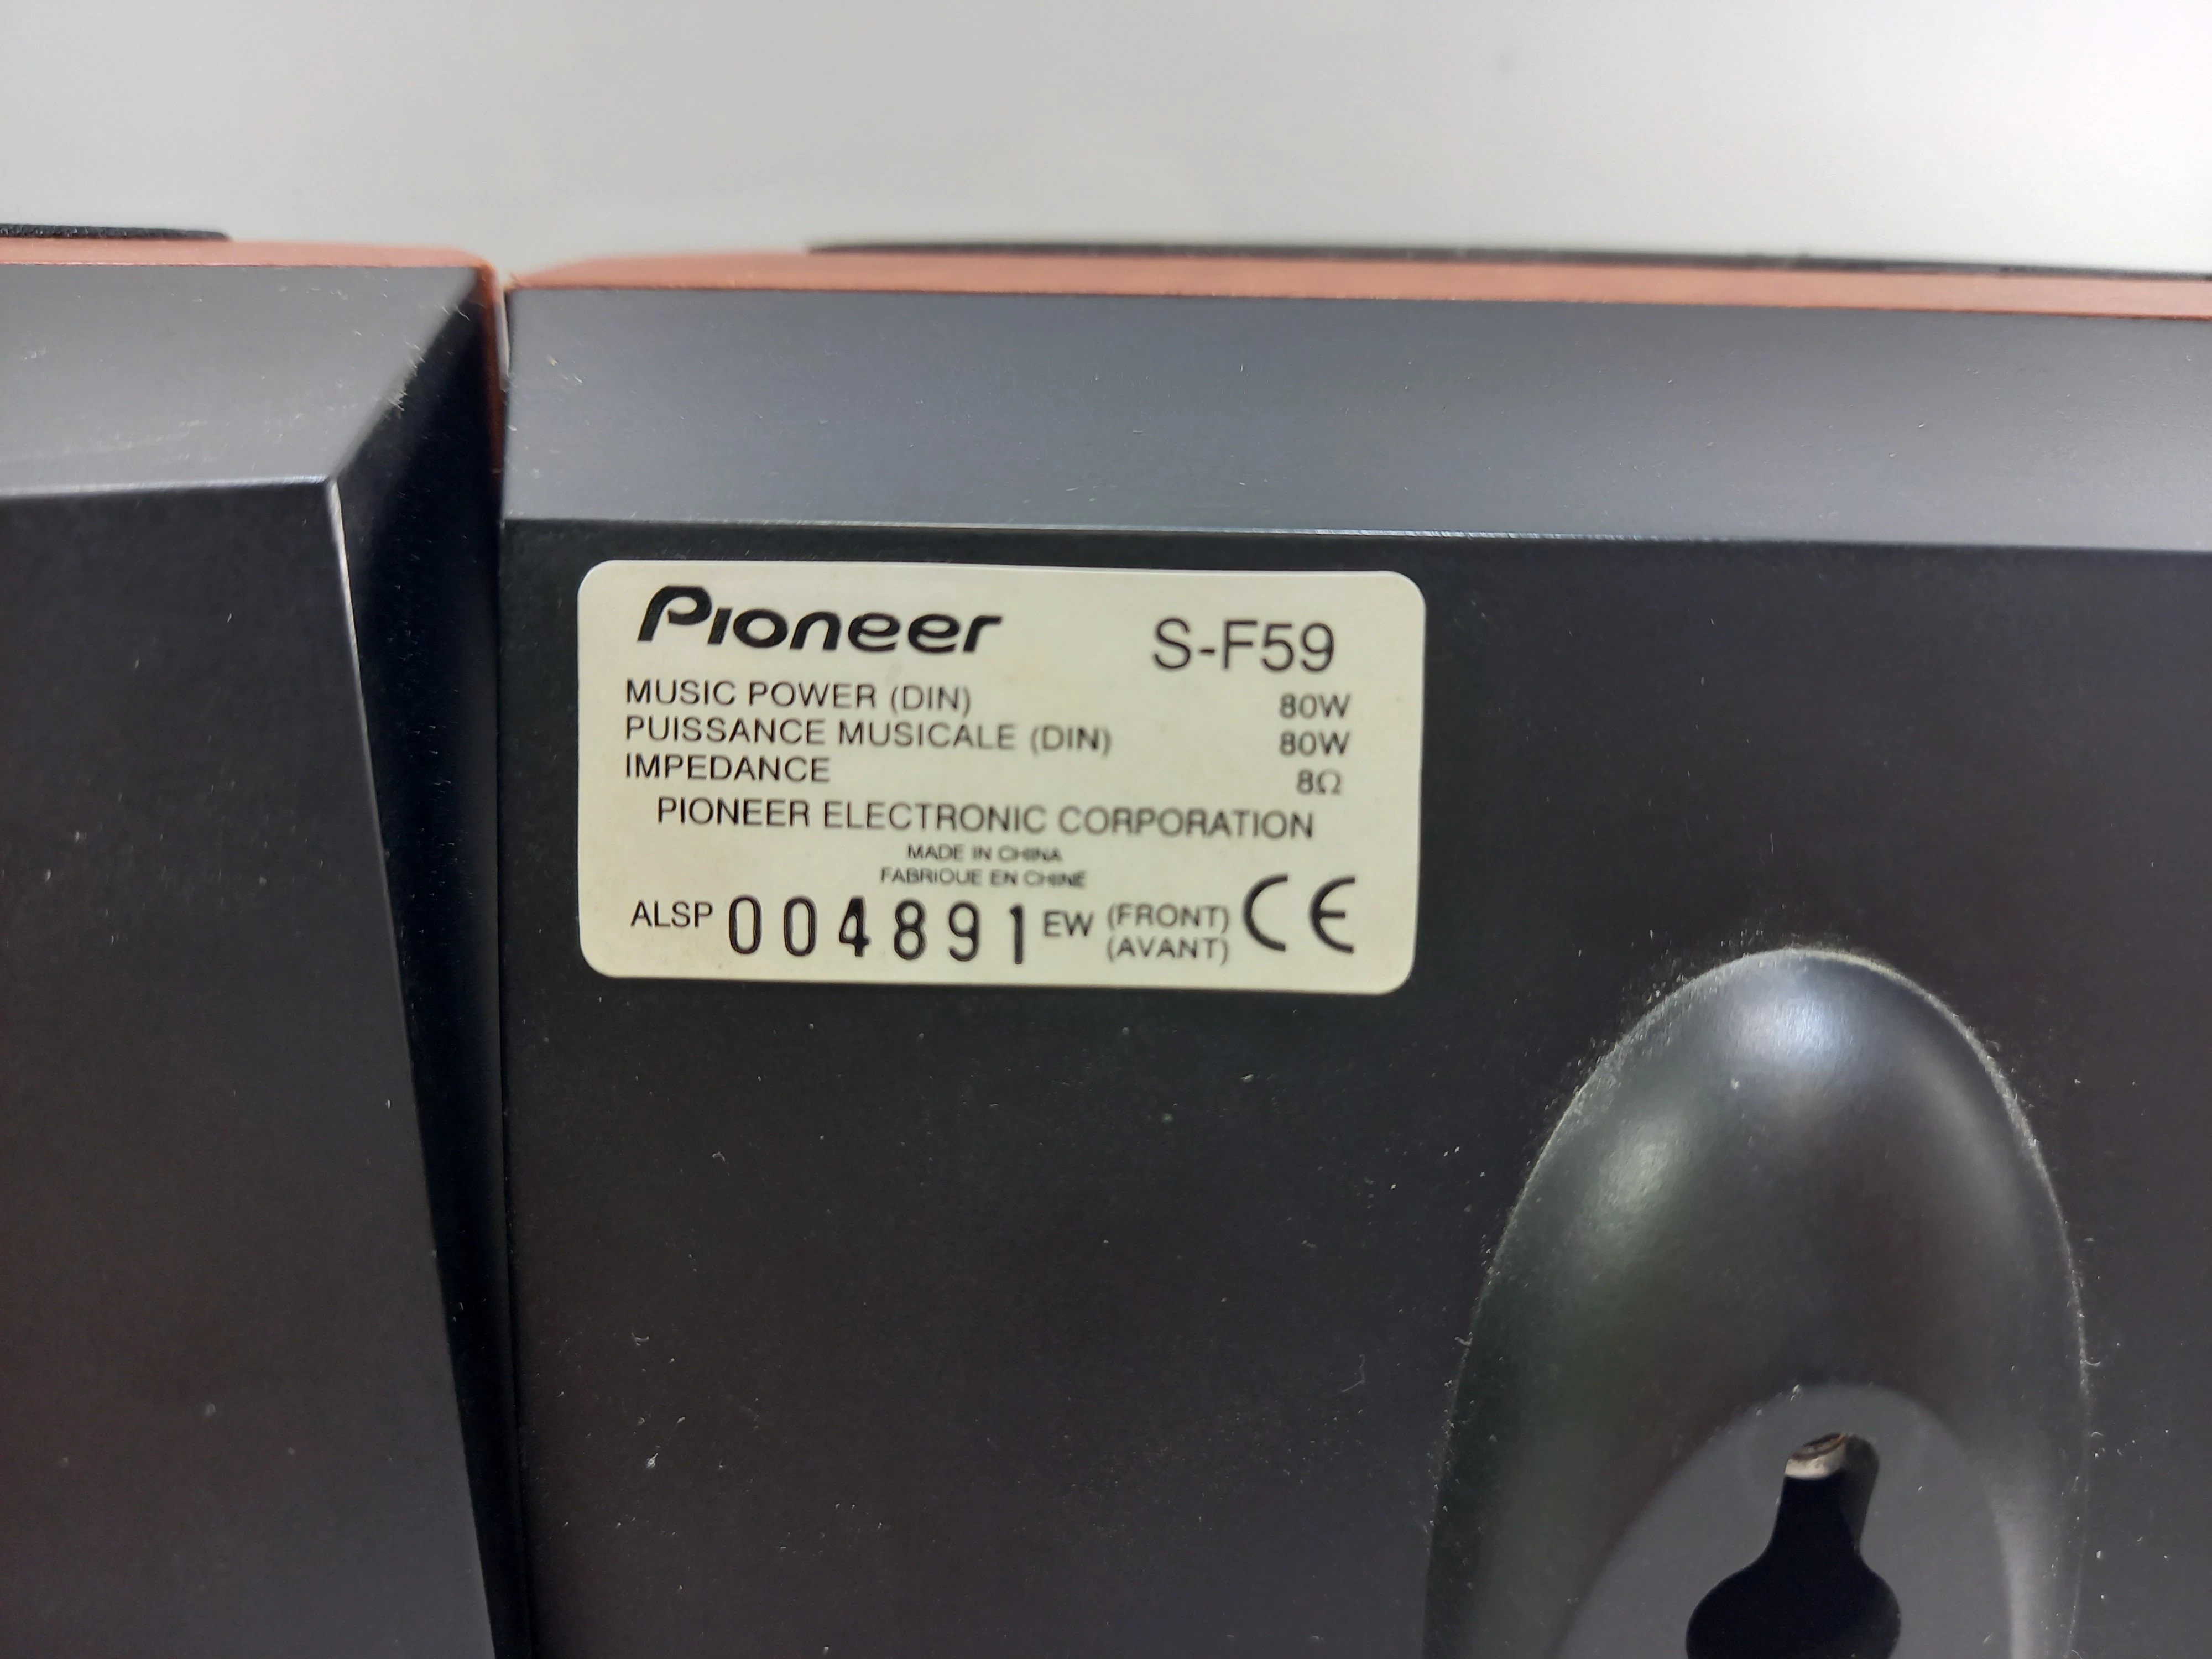 Pioneer S-F59
MUSIC POWER (DIN) 80W
PUISSANCE MUSICALE (DIN) 80W
IMPEDANCE 8Ω
PIONEER ELECTRONIC CORPORATION
MADE IN CHINA
FABRIQUE EN CHINE
ALSP 004891 EW (FRONT) CE
(AVANT)